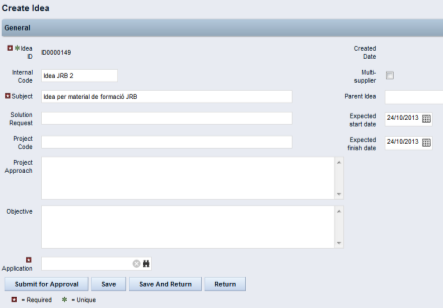 Create Idea
General
Idea ID ID0000149 Created Date
Internal Code Idea JRB 2 Multi-supplier
Subject Idea per material de formació JRB Parent Idea
Solution Request Expected start date 24/10/2013
Project Code Expected finish date 24/10/2013
Project Approach
Objective
Application
Submit for Approval Save Save And Return Return
= Required = Unique